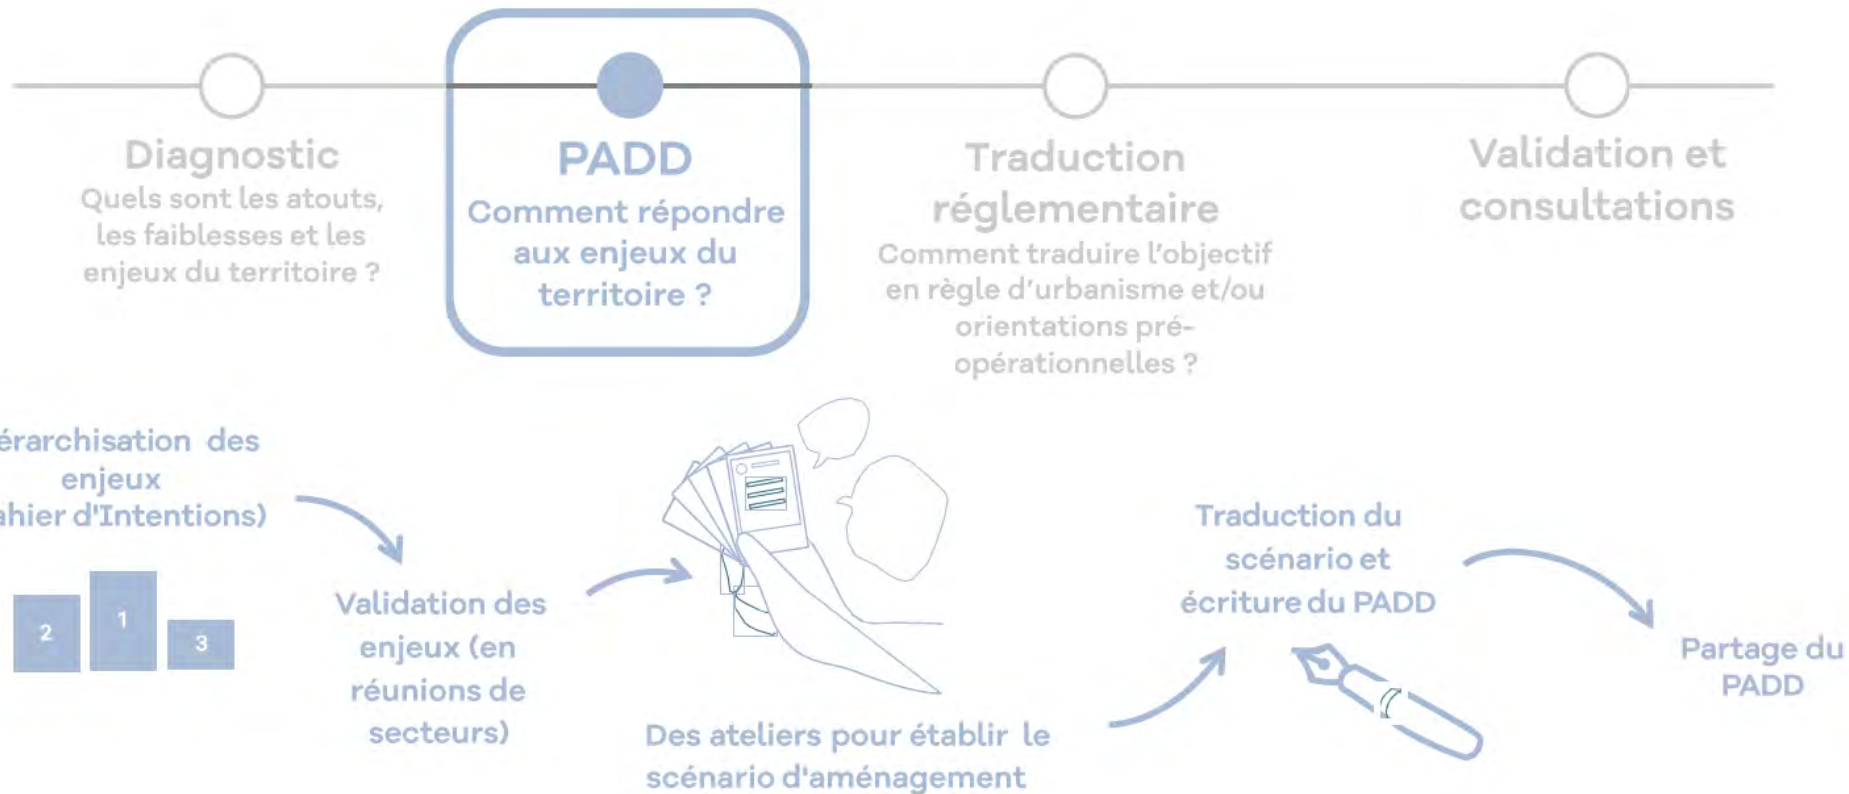 Diagnostic
Quels sont les atouts,
les faiblesses et les
enjeux du territoire ?
PADD
Comment répondre
aux enjeux du
territoire ?
Traduction
réglementaire
Comment traduire l'objectif
en règle d'urbanisme et/ou
orientations pré-
opérationnelles ?
Validation et
consultations
érarchisation des
enjeux
ahier d'Intentions)
2
1
3
Validation des
enjeux (en
réunions de
secteurs)
Des ateliers pour établir le
scénario d'aménagement
Traduction du
scénario et
écriture du PADD
Partage du
PADD